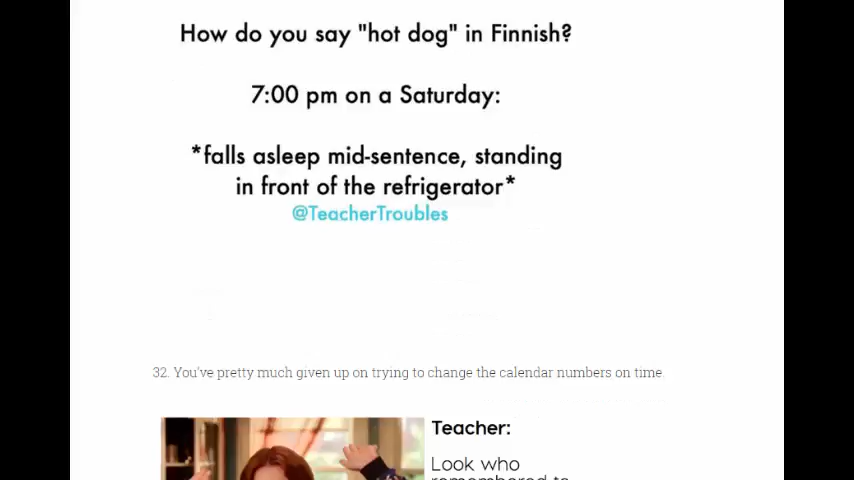 How do you say "hot dog" in Finnish?
7:00 pm on a Saturday:
*falls asleep mid-sentence, standing
in front of the refrigerator*
@TeacherTroubles
32. You've pretty much given up on trying to change the calendar numbers on time.
Teacher:
Look who
remembered to